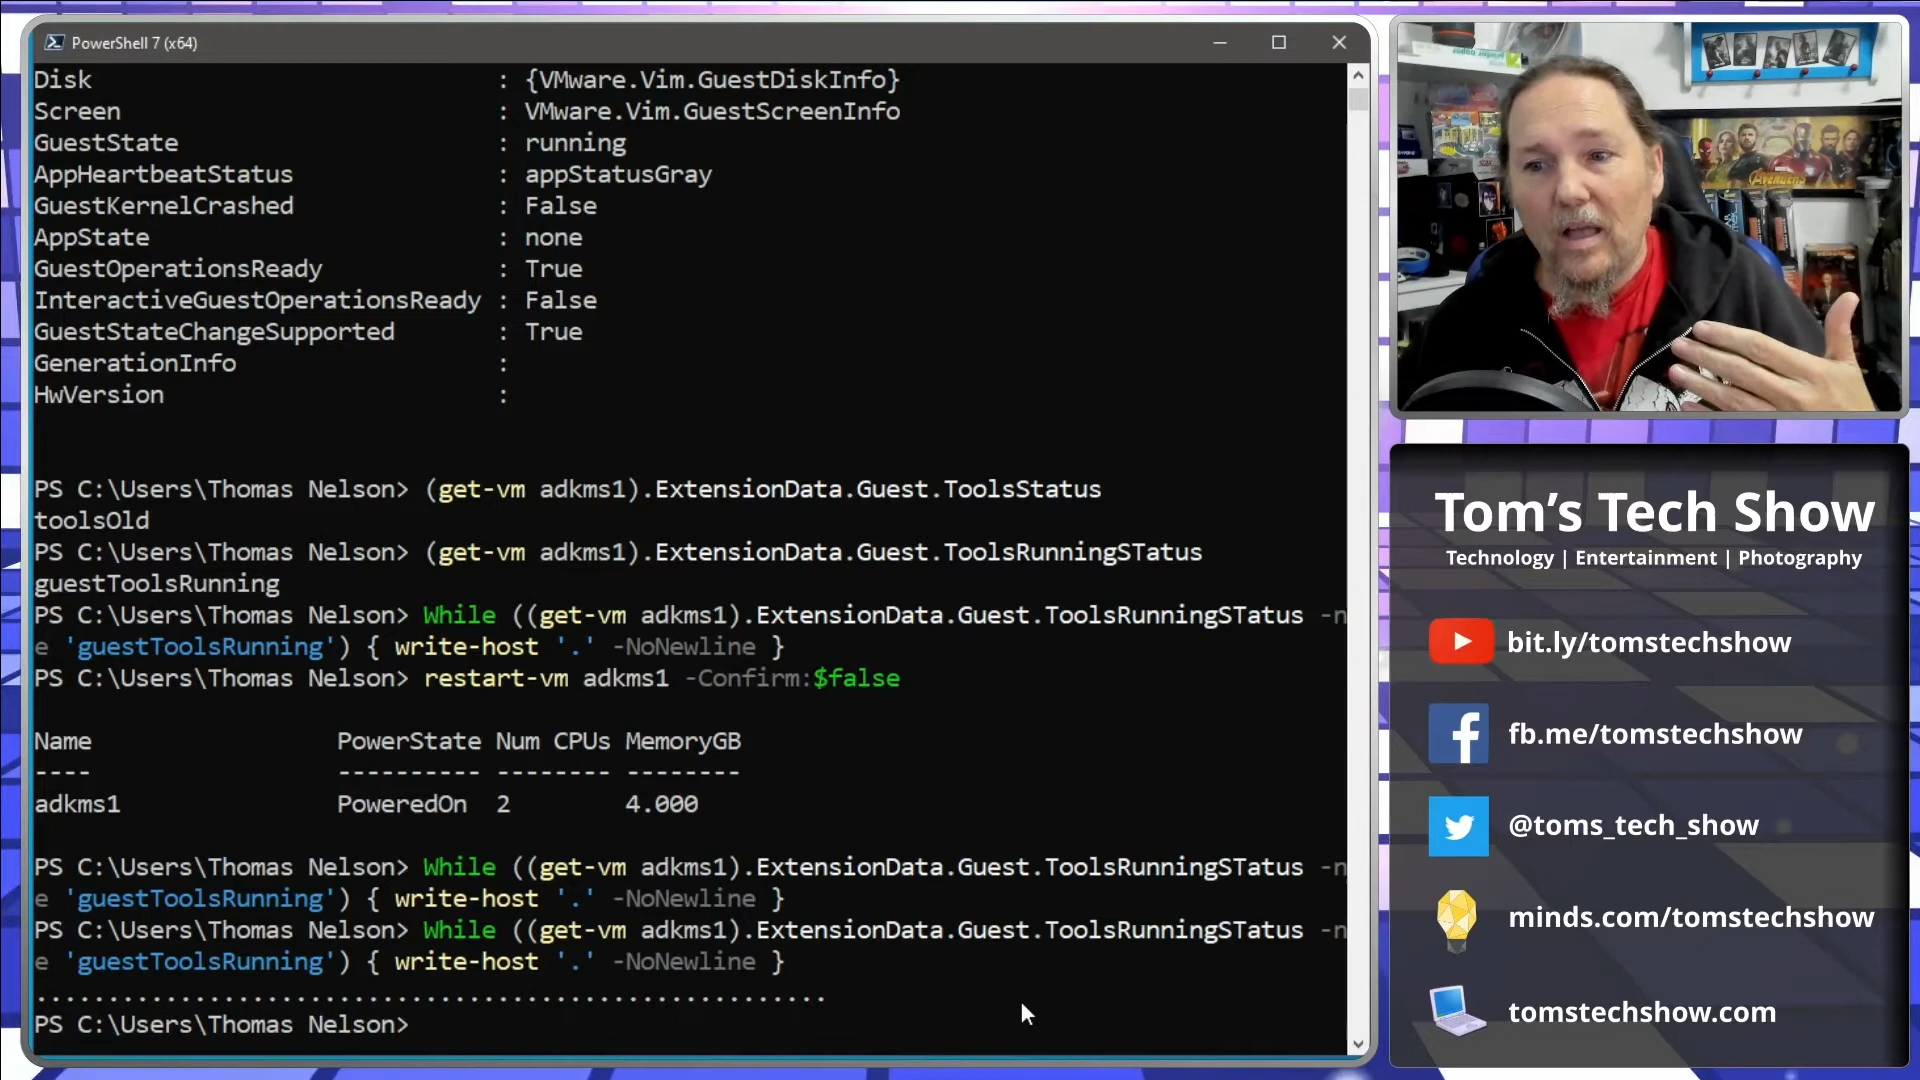 PowerShell 7 (x64)
Disk : {VMware.Vim.GuestDiskInfo}
Screen : VMware.Vim.GuestScreenInfo
GuestState : running
AppHeartbeatStatus : appStatusGray
GuestKernelCrashed : False
AppState : none
GuestOperationsReady : True
InteractiveGuestOperationsReady : False
GuestStateChangeSupported : True
GenerationInfo :
HwVersion :
PS C:\Users\Thomas Nelson> (get-vm adkms1).ExtensionData.Guest.ToolsStatus
toolsOld
PS C:\Users\Thomas Nelson> (get-vm adkms1).ExtensionData.Guest.ToolsRunningSTatus
guestToolsRunning
PS C:\Users\Thomas Nelson> While ((get-vm adkms1).ExtensionData.Guest.ToolsRunningSTatus -n
e 'guestToolsRunning') { write-host '.' -NoNewline }
PS C:\Users\Thomas Nelson> restart-vm adkms1 -Confirm:$false
Name PowerState Num CPUs MemoryGB
---- ---------- -------- --------
adkms1 PoweredOn 2 4.000
PS C:\Users\Thomas Nelson> While ((get-vm adkms1).ExtensionData.Guest.ToolsRunningSTatus -n
e 'guestToolsRunning') { write-host '.' -NoNewline }
PS C:\Users\Thomas Nelson> While ((get-vm adkms1).ExtensionData.Guest.ToolsRunningSTatus -n
e 'guestToolsRunning') { write-host '.' -NoNewline }
.......................................................
PS C:\Users\Thomas Nelson>
AVENGERS
Tom's Tech Show
Technology | Entertainment | Photography
bit.ly/tomstechshow
fb.me/tomstechshow
@toms_tech_show
minds.com/tomstechshow
tomstechshow.com